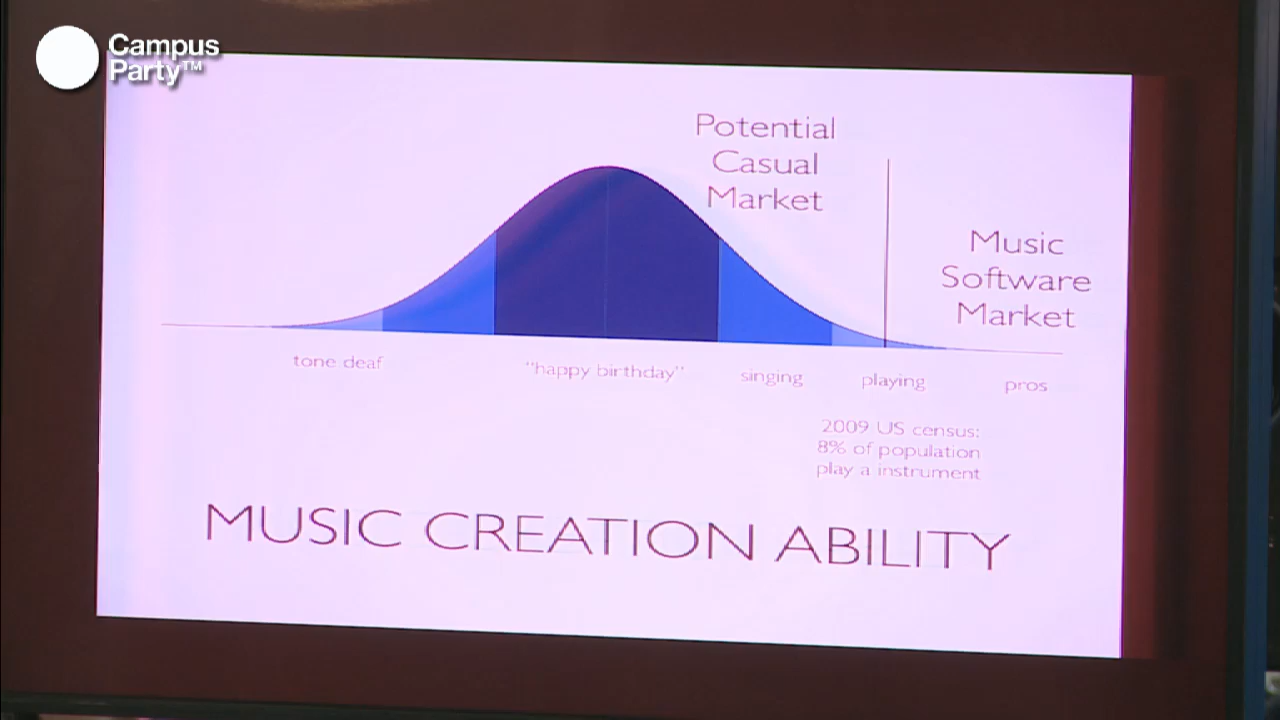 Campus
Party™
Potential
Casual
Market
Music
Software
Market
tone deaf
"happy birthday"
singing
playing
pros
2009 US census:
8% of population
play a instrument
MUSIC CREATION ABILITY